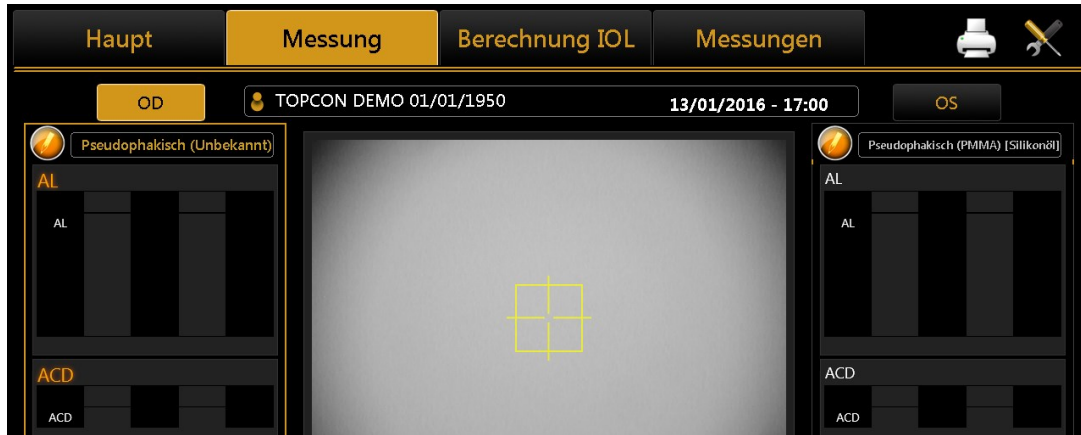 Haupt Messung Berechnung IOL Messungen
OD TOPCON DEMO 01/01/1950 13/01/2016 - 17:00 OS
Pseudophakisch (Unbekannt)
AL
AL
ACD
ACD
Pseudophakisch (PMMA) [Silikonöl]
AL
AL
ACD
ACD